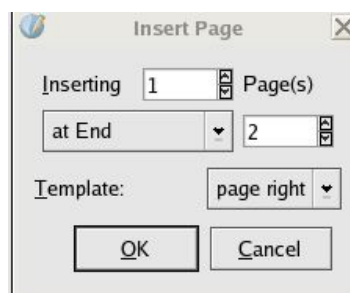 Insert Page
Inserting 1 Page(s)
at End 2
Template: page right
OK Cancel